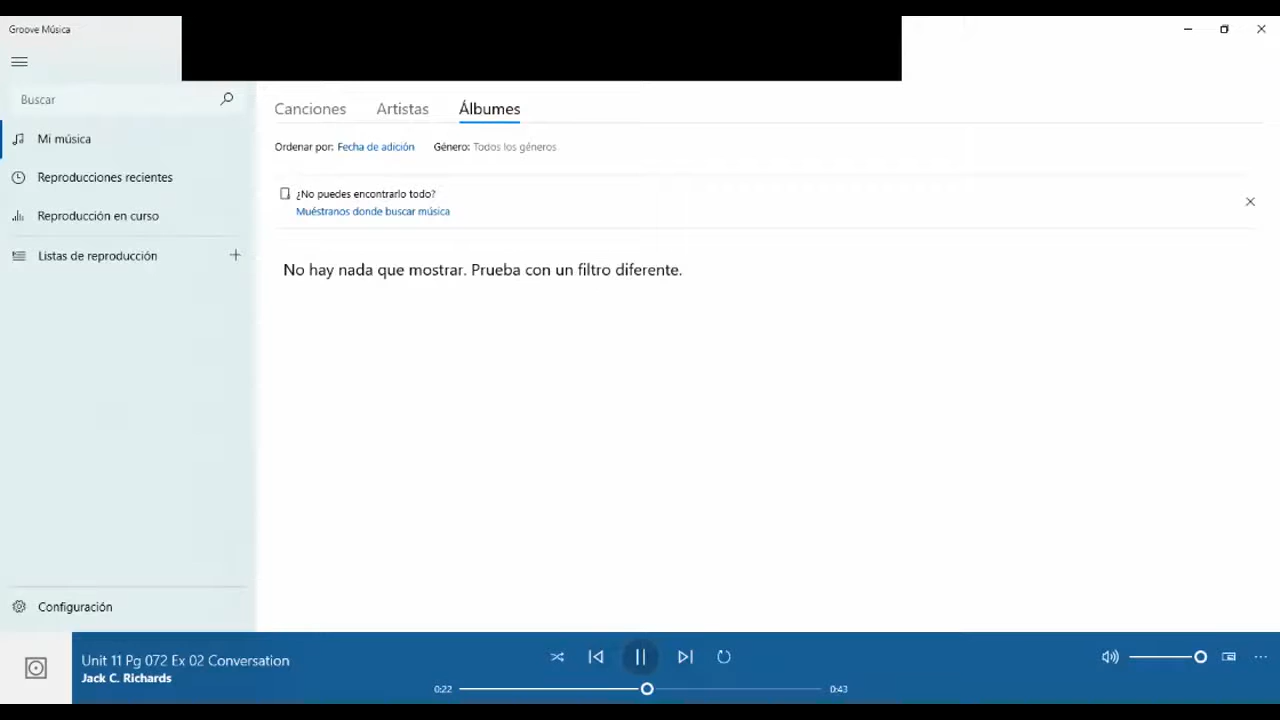 Groove Música
Buscar
Mi música
Reproducciones recientes
Reproducción en curso
Listas de reproducción
Configuración
Canciones Artistas Álbumes
Ordenar por: Fecha de adición Género: Todos los géneros
¿No puedes encontrarlo todo?
Muéstranos donde buscar música
No hay nada que mostrar. Prueba con un filtro diferente.
Unit 11 Pg 072 Ex 02 Conversation
Jack C. Richards
0:22 0:43